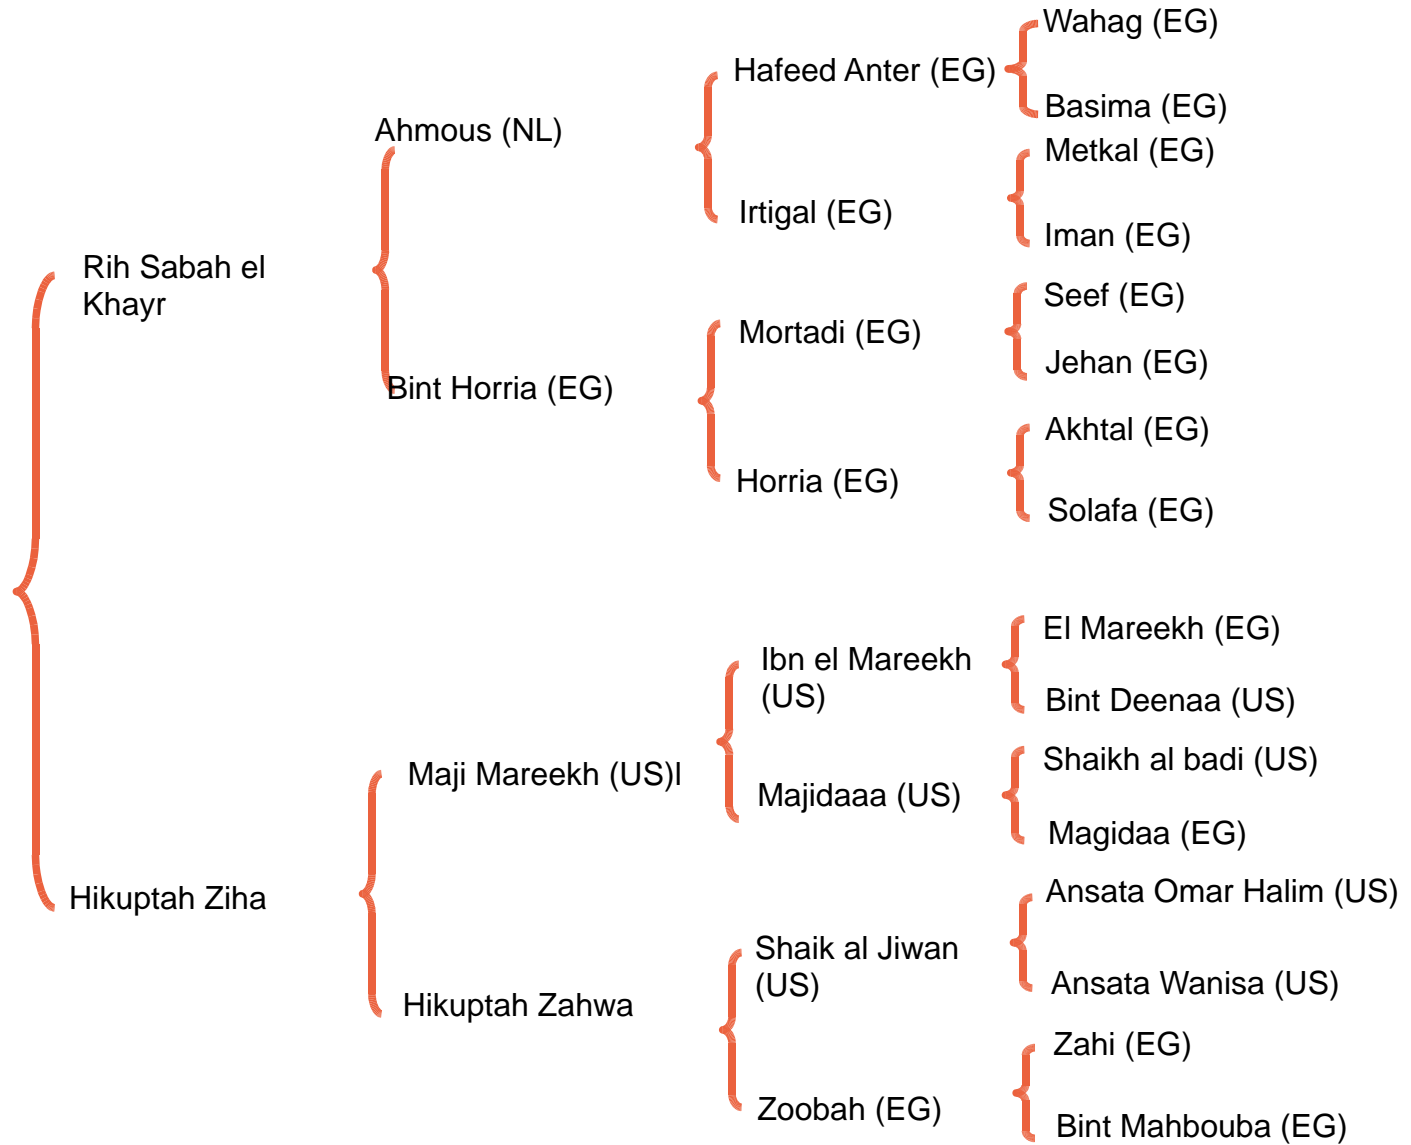 Wahag (EG)
Hafeed Anter (EG)
Basima (EG)
Ahmous (NL)
Metkal (EG)
Irtigal (EG)
Iman (EG)
Rih Sabah el
Khayr
Seef (EG)
Mortadi (EG)
Jehan (EG)
Bint Horria (EG)
Akhtal (EG)
Horria (EG)
Solafa (EG)
El Mareekh (EG)
Ibn el Mareekh
(US)
Bint Deenaa (US)
Maji Mareekh (US)l
Shaikh al badi (US)
Majidaaa (US)
Magidaa (EG)
Hikuptah Ziha
Ansata Omar Halim (US)
Shaik al Jiwan
(US)
Ansata Wanisa (US)
Hikuptah Zahwa
Zahi (EG)
Zoobah (EG)
Bint Mahbouba (EG)